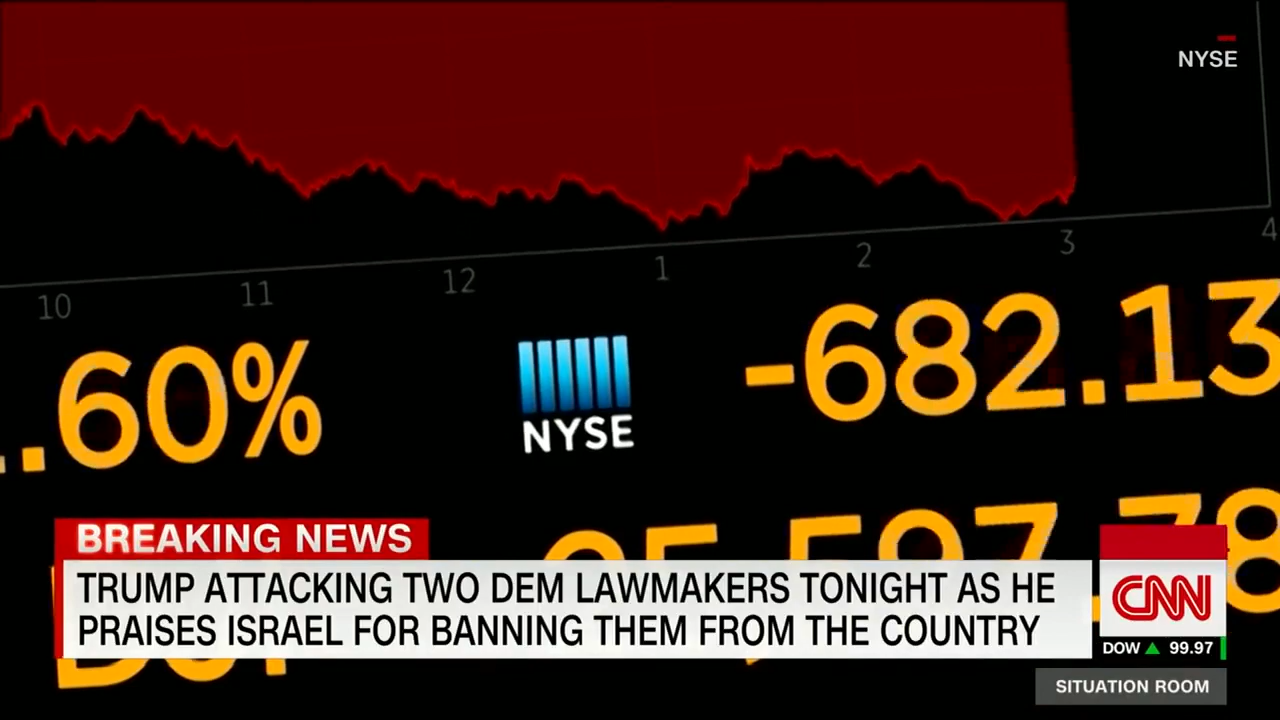 NYSE
10 11 12 1 2 3 4
.60%
NYSE
-682.13
BREAKING NEWS
TRUMP ATTACKING TWO DEM LAWMAKERS TONIGHT AS HE
PRAISES ISRAEL FOR BANNING THEM FROM THE COUNTRY
CNN
DOW ▲ 99.97
SITUATION ROOM